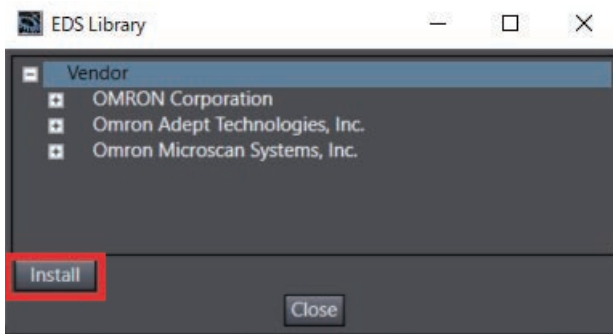 EDS Library
Vendor
OMRON Corporation
Omron Adept Technologies, Inc.
Omron Microscan Systems, Inc.
Install
Close